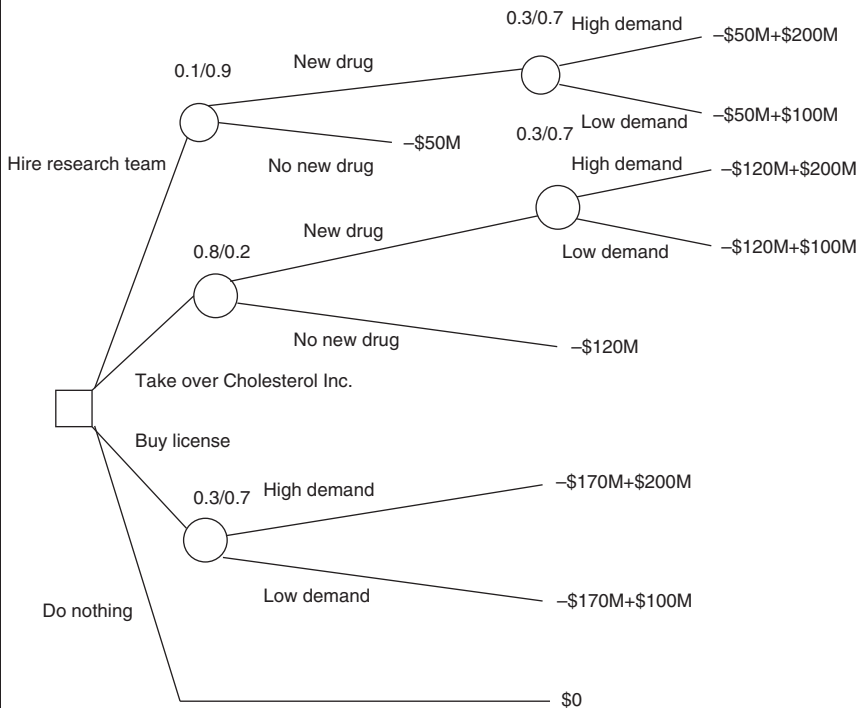 0.3/0.7 High demand
–$50M+$200M
0.1/0.9
New drug
–$50M+$100M
Low demand
–$50M
0.3/0.7
Hire research team
No new drug
High demand
–$120M+$200M
New drug
0.8/0.2
Low demand
–$120M+$100M
No new drug
–$120M
Take over Cholesterol Inc.
Buy license
0.3/0.7 High demand
–$170M+$200M
Low demand
–$170M+$100M
Do nothing
$0